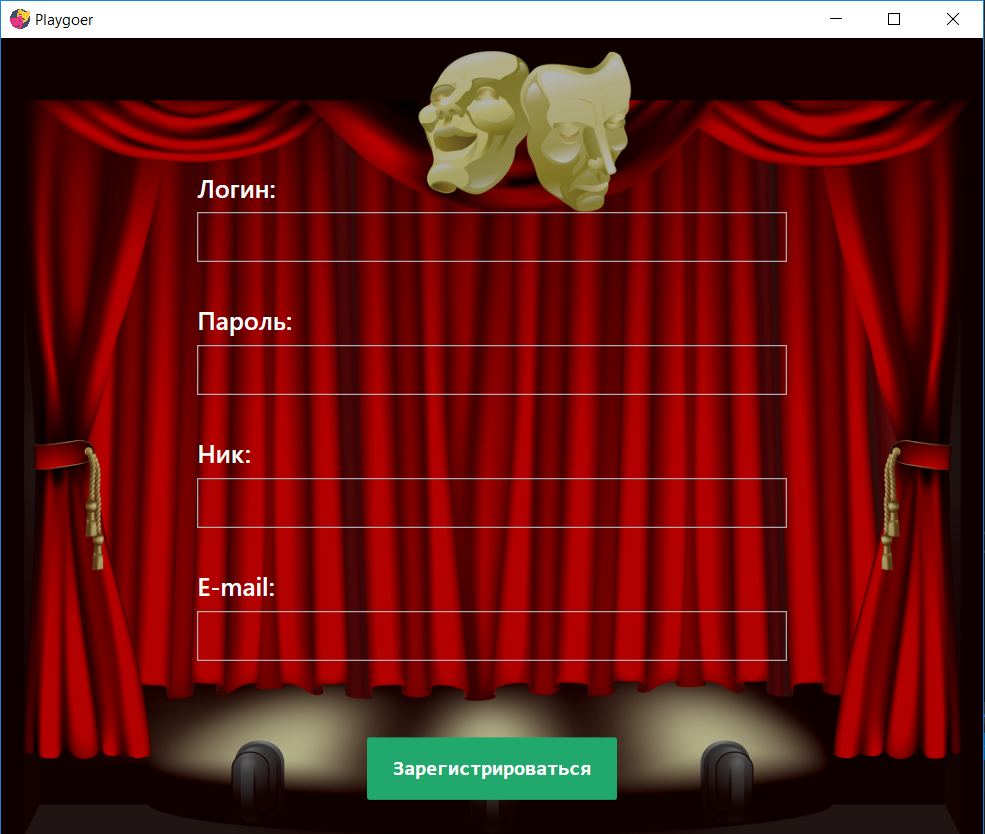 Playgoer
Логин:
Пароль:
Ник:
E-mail:
Зарегистрироваться